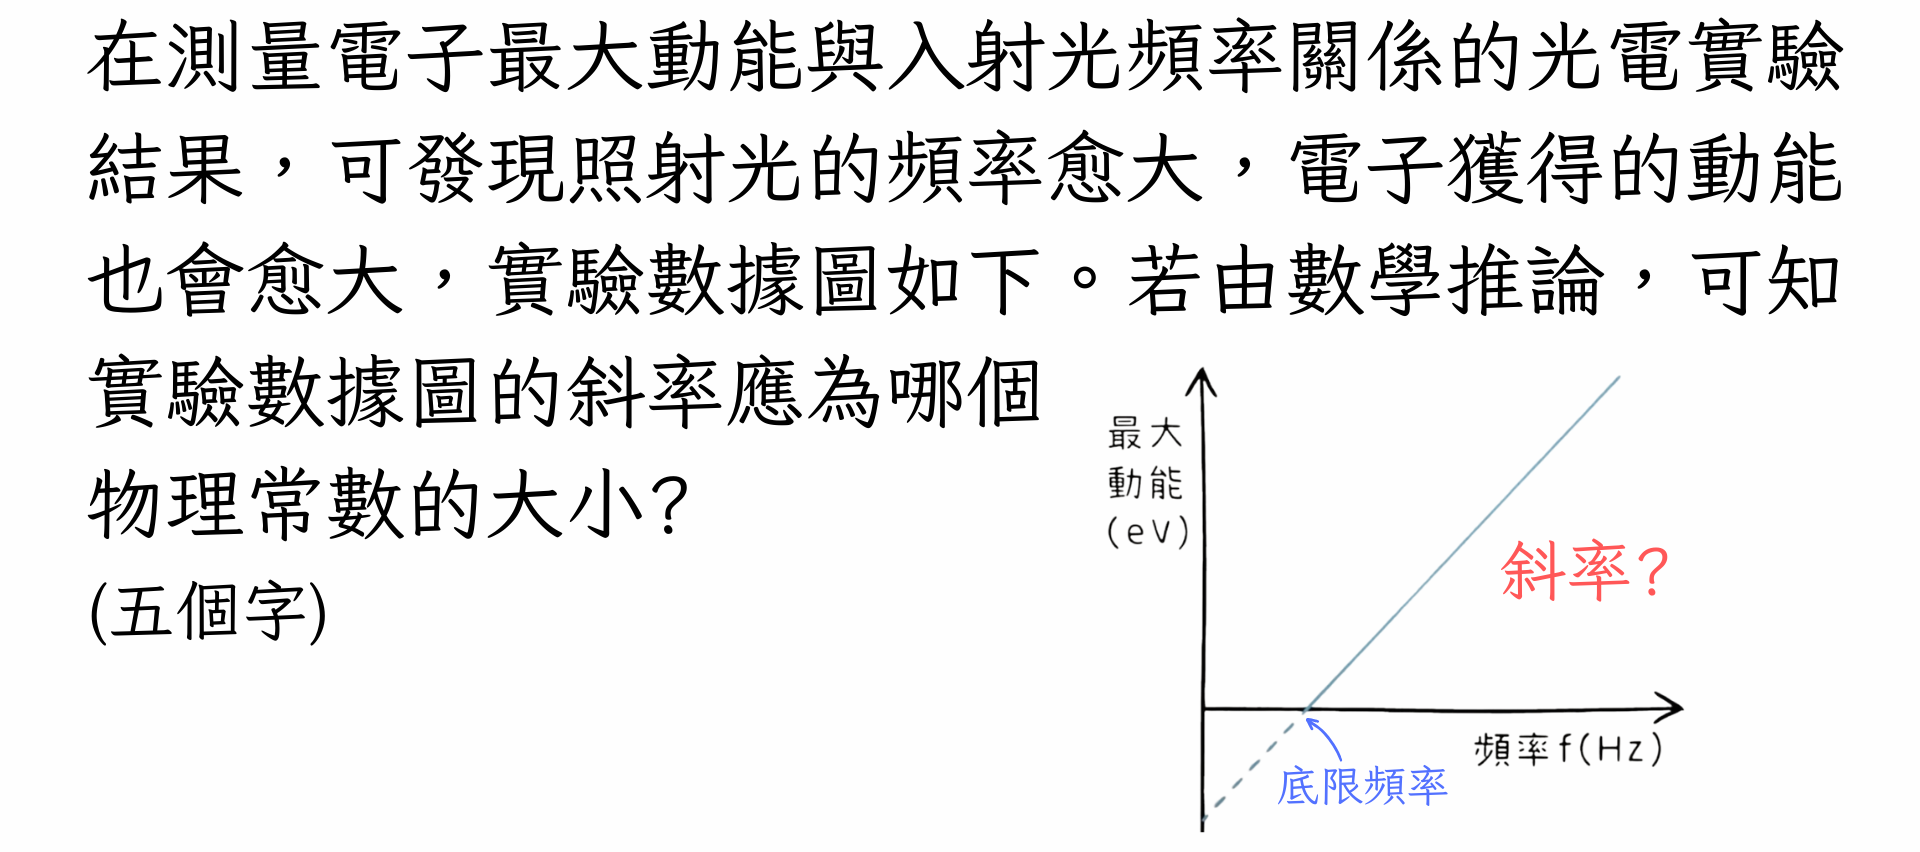 在測量電子最大動能與入射光頻率關係的光電實驗
結果，可發現照射光的頻率愈大，電子獲得的動能
也會愈大，實驗數據圖如下。若由數學推論，可知
實驗數據圖的斜率應為哪個
物理常數的大小?
(五個字)
最大
動能
(eV)
斜率?
頻率f(Hz)
底限頻率